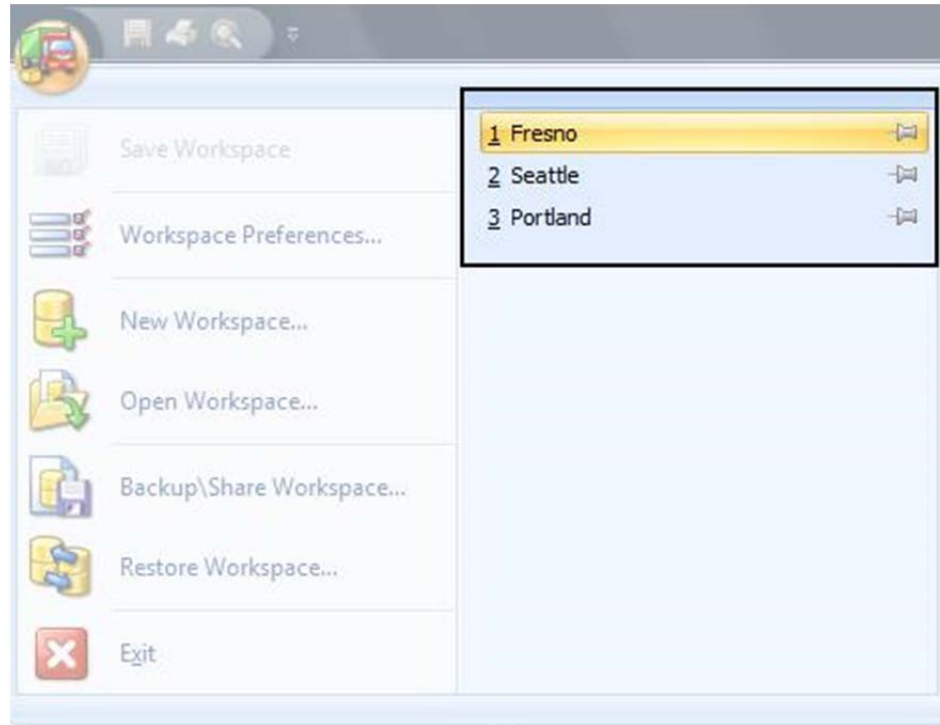 Save Workspace
Workspace Preferences...
New Workspace...
Open Workspace...
Backup\Share Workspace...
Restore Workspace...
Exit
1 Fresno
2 Seattle
3 Portland